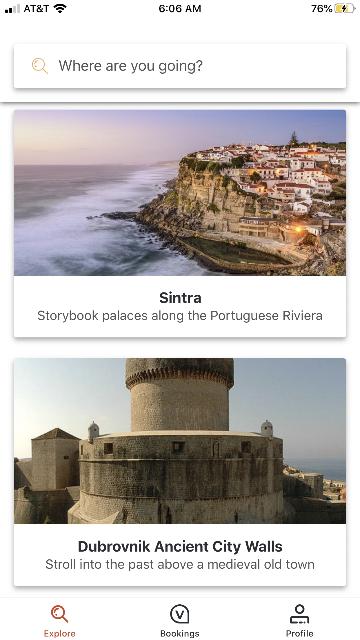 AT&T 6:06 AM 76%
Where are you going?
Sintra
Storybook palaces along the Portuguese Riviera
Dubrovnik Ancient City Walls
Stroll into the past above a medieval old town
Explore Bookings Profile